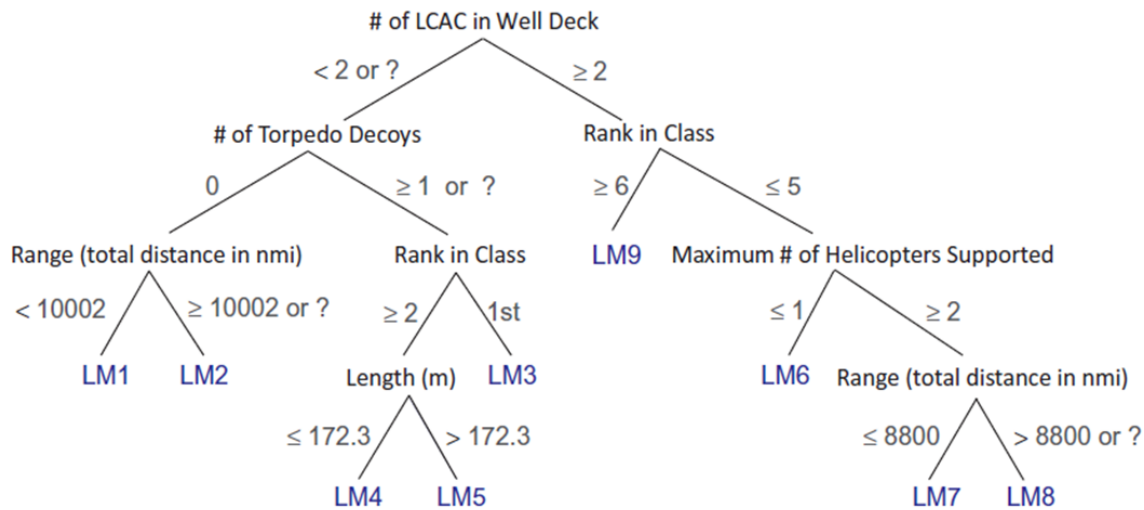 # of LCAC in Well Deck
< 2 or ? ≥ 2
# of Torpedo Decoys Rank in Class
0 ≥ 1 or ? ≥ 6 ≤ 5
Range (total distance in nmi) Rank in Class LM9 Maximum # of Helicopters Supported
< 10002 ≥ 10002 or ? ≥ 2 1st ≤ 1 ≥ 2
LM1 LM2 Length (m) LM3 LM6 Range (total distance in nmi)
≤ 172.3 > 172.3 ≤ 8800 > 8800 or ?
LM4 LM5 LM7 LM8